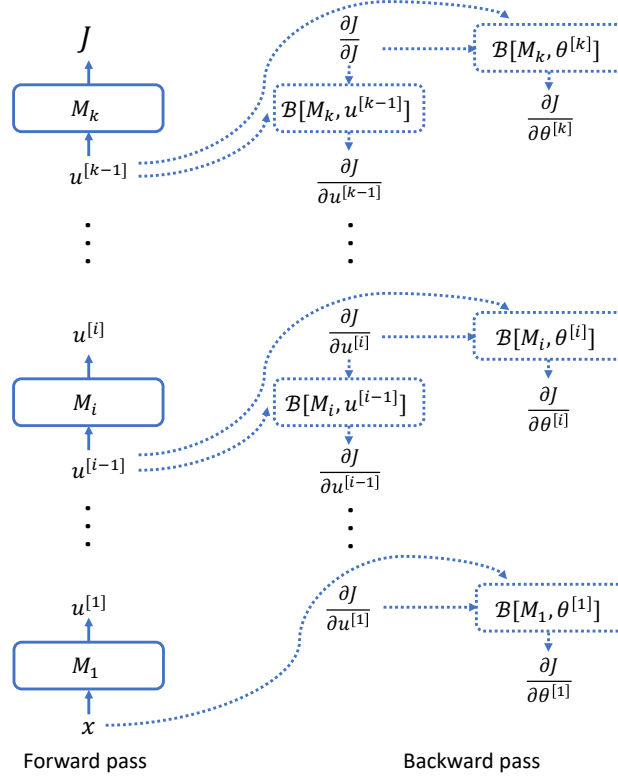 J
∂J/∂J
B[M_k, θ^{[k]}]
M_k
B[M_k, u^{[k-1]}]
∂J/∂θ^{[k]}
u^{[k-1]}
∂J/∂u^{[k-1]}
u^{[i]}
∂J/∂u^{[i]}
B[M_i, θ^{[i]}]
M_i
B[M_i, u^{[i-1]}]
∂J/∂θ^{[i]}
u^{[i-1]}
∂J/∂u^{[i-1]}
u^{[1]}
∂J/∂u^{[1]}
B[M_1, θ^{[1]}]
M_1
∂J/∂θ^{[1]}
x
Forward pass
Backward pass